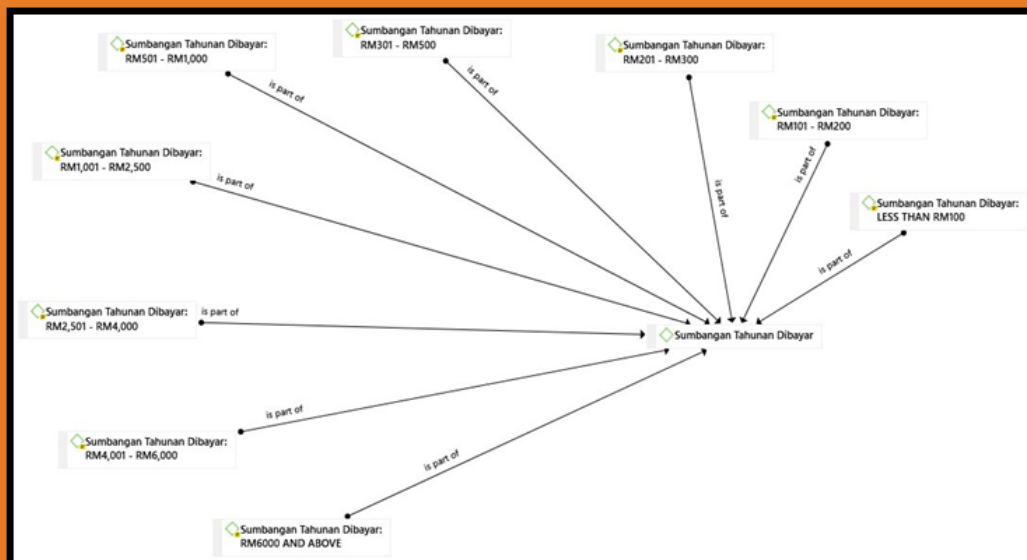 Sumbangan Tahunan Dibayar:
RM501 - RM1,000
Sumbangan Tahunan Dibayar:
RM301 - RM500
Sumbangan Tahunan Dibayar:
RM201 - RM300
Sumbangan Tahunan Dibayar:
RM101 - RM200
Sumbangan Tahunan Dibayar:
RM1,001 - RM2,500
Sumbangan Tahunan Dibayar:
LESS THAN RM100
is part of
is part of
is part of
is part of
is part of
is part of
Sumbangan Tahunan Dibayar:
RM2,501 - RM4,000
is part of
Sumbangan Tahunan Dibayar
is part of
Sumbangan Tahunan Dibayar:
RM4,001 - RM6,000
is part of
Sumbangan Tahunan Dibayar:
RM6000 AND ABOVE